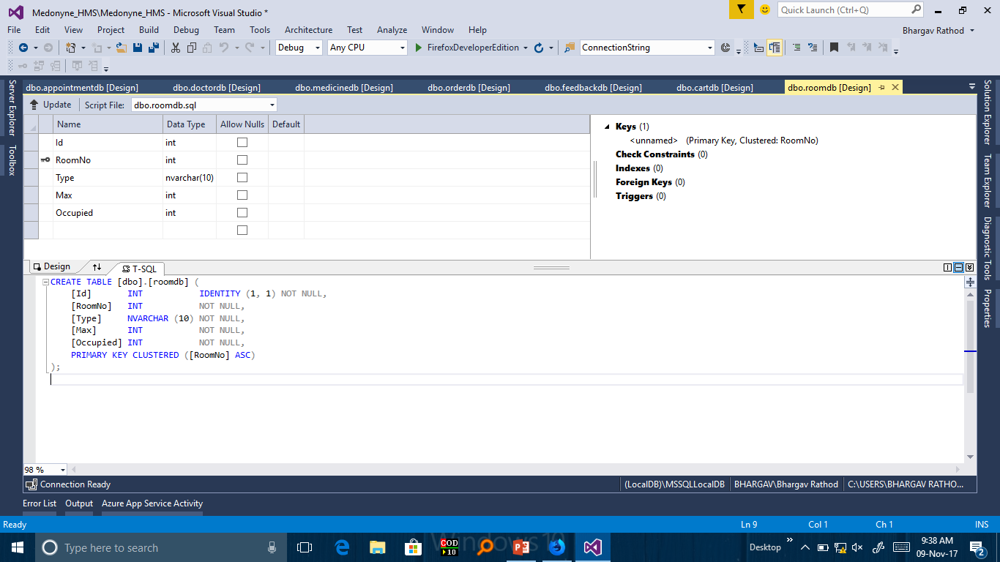 Medonyne_HMS\Medonyne_HMS - Microsoft Visual Studio *
Quick Launch (Ctrl+Q)
File Edit View Project Build Debug Team Tools Architecture Test Analyze Window Help
Bhargav Rathod
Debug Any CPU FirefoxDeveloperEdition ConnectionString
Server Explorer
Toolbox
dbo.appointmentdb [Design] dbo.doctordb [Design] dbo.medicinedb [Design] dbo.orderdb [Design] dbo.feedbackdb [Design] dbo.cartdb [Design] dbo.roomdb [Design]
Update Script File: dbo.roomdb.sql
Name Data Type Allow Nulls Default
Id int
RoomNo int
Type nvarchar(10)
Max int
Occupied int
Keys (1)
<unnamed> (Primary Key, Clustered: RoomNo)
Check Constraints (0)
Indexes (0)
Foreign Keys (0)
Triggers (0)
Solution Explorer
Team Explorer
Diagnostic Tools
Properties
Design T-SQL
CREATE TABLE [dbo].[roomdb] (
[Id] INT IDENTITY (1, 1) NOT NULL,
[RoomNo] INT NOT NULL,
[Type] NVARCHAR (10) NOT NULL,
[Max] INT NOT NULL,
[Occupied] INT NOT NULL,
PRIMARY KEY CLUSTERED ([RoomNo] ASC)
);
98 %
Connection Ready (LocalDB)\MSSQLLocalDB BHARGAV\Bhargav Rathod C:\USERS\BHARGAV RATHO...
Error List Output Azure App Service Activity
Ready Ln 9 Col 1 Ch 1 INS
Type here to search
COD
10
Windows 10
Desktop
9:38 AM
09-Nov-17
2